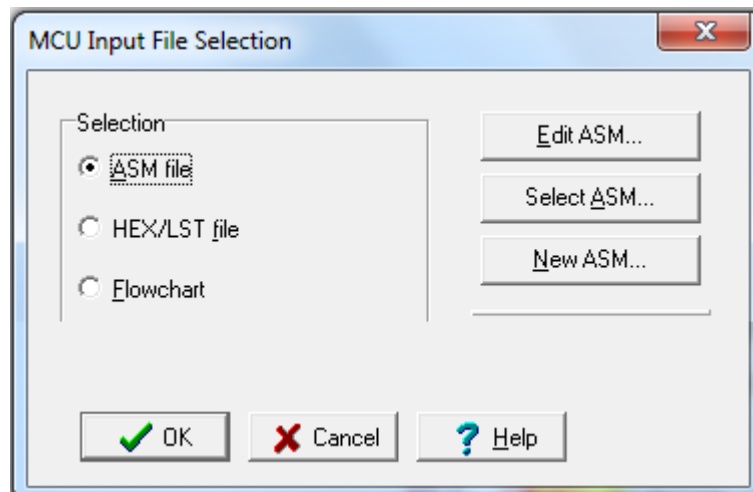 MCU Input File Selection
Selection
ASM file
HEX/LST file
Flowchart
Edit ASM...
Select ASM...
New ASM...
OK
Cancel
Help